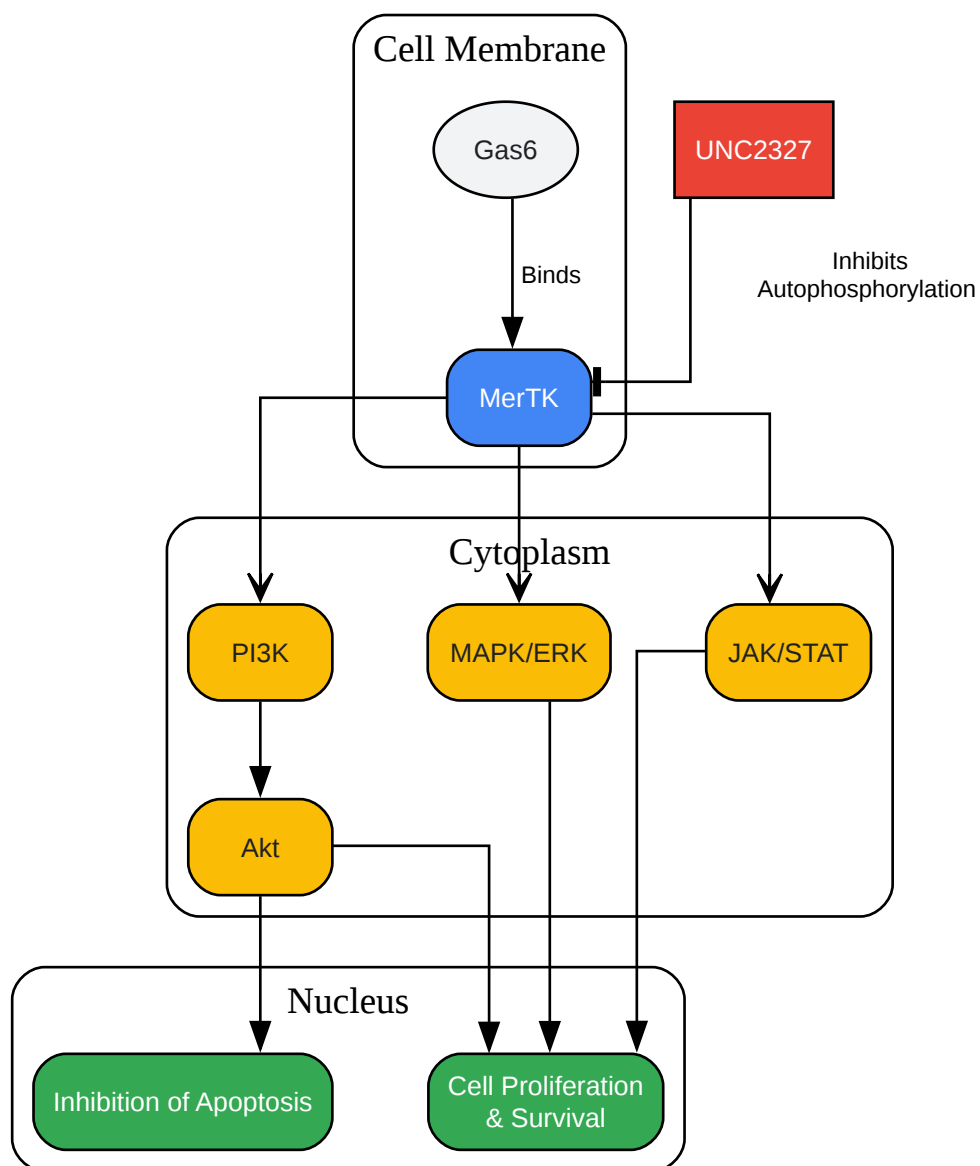 Cell Membrane
Gas6
UNC2327
Binds
Inhibits
Autophosphorylation
MerTK
Cytoplasm
PI3K
MAPK/ERK
JAK/STAT
Akt
Nucleus
Inhibition of Apoptosis
Cell Proliferation
& Survival